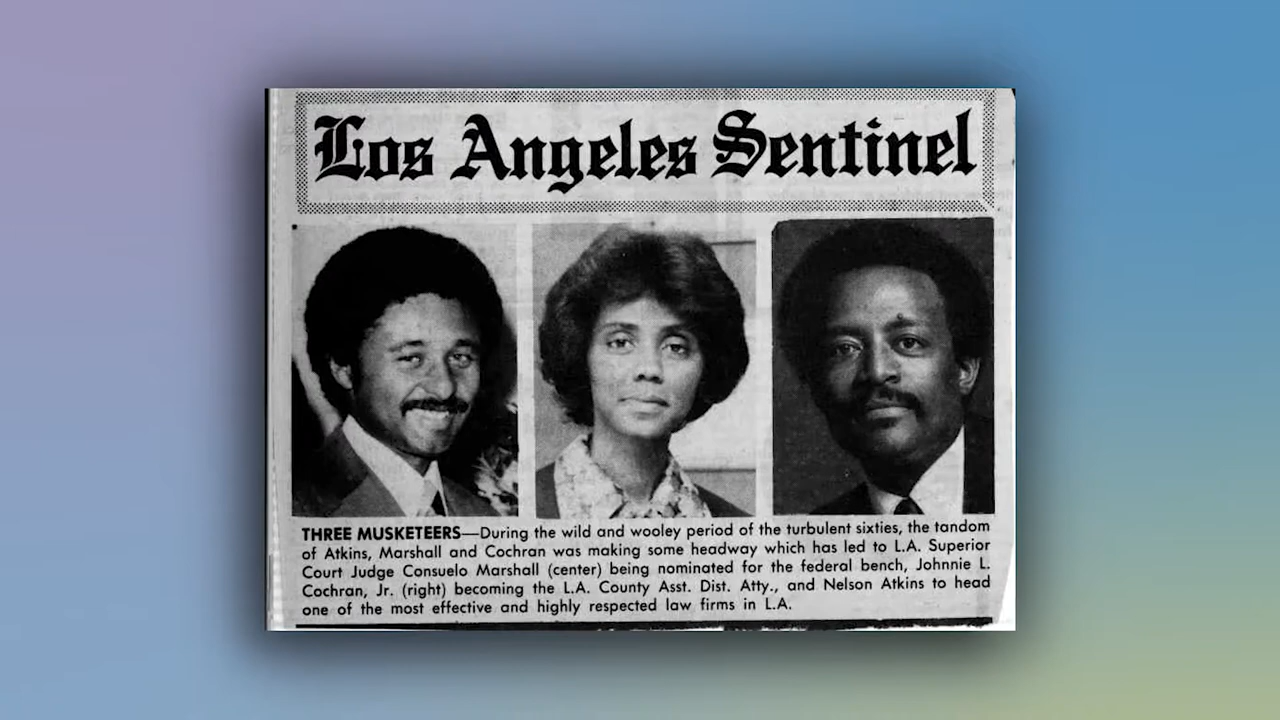 Los Angeles Sentinel
THREE MUSKETEERS—During the wild and wooley period of the turbulent sixties, the tandom
of Atkins, Marshall and Cochran was making some headway which has led to L.A. Superior
Court Judge Consuelo Marshall (center) being nominated for the federal bench, Johnnie L.
Cochran, Jr. (right) becoming the L.A. County Asst. Dist. Atty., and Nelson Atkins to head
one of the most effective and highly respected law firms in L.A.